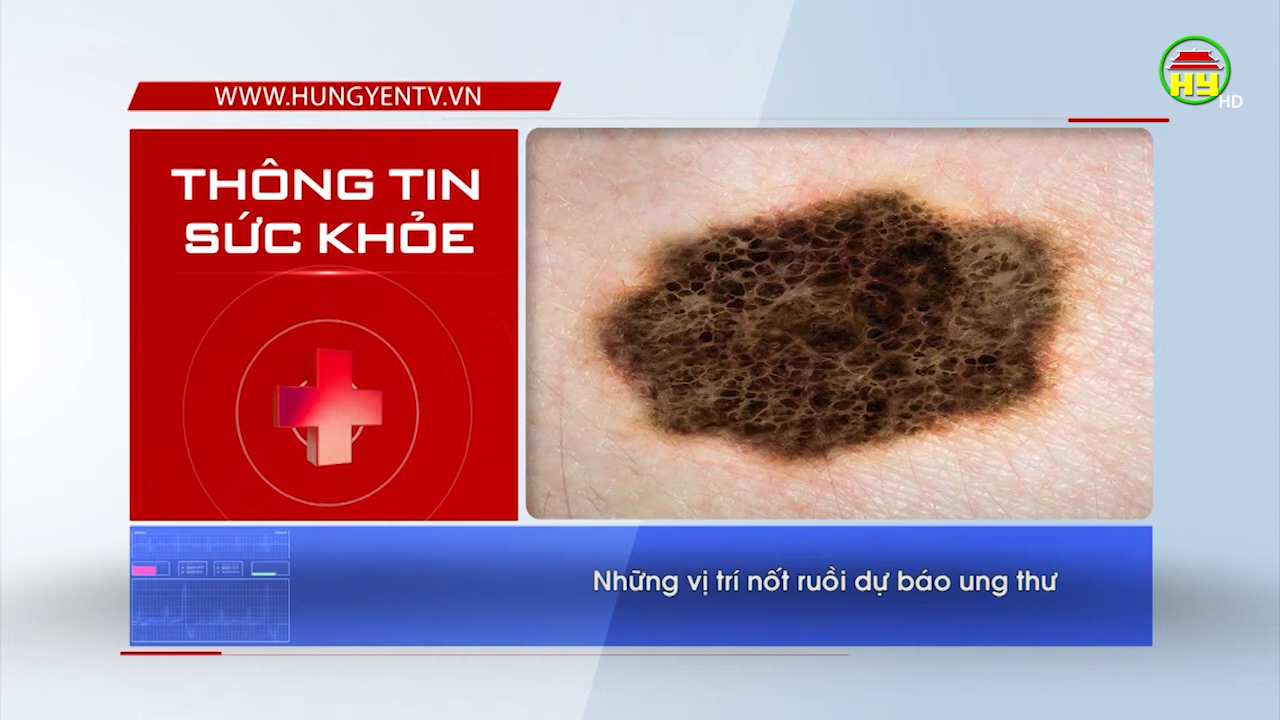 WWW.HUNGYENTV.VN
HY
HD
THÔNG TIN
SỨC KHỎE
Những vị trí nốt ruồi dự báo ung thư